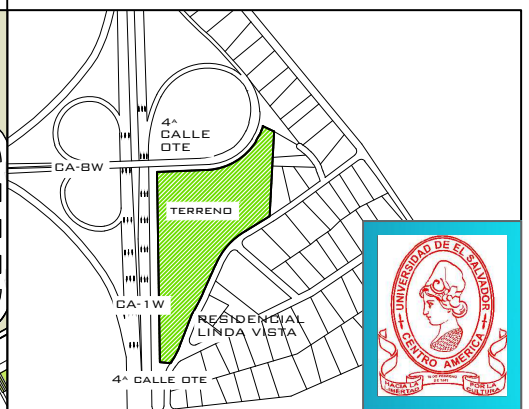 4^
CALLE
OTE
CA-8W
TERRENO
CA-1W
RESIDENCIAL
LINDA VISTA
4^ CALLE OTE
UNIVERSIDAD DE EL SALVADOR
CENTRO AMERICA
HACIA LA
LIBERTAD
POR LA
CULTURA